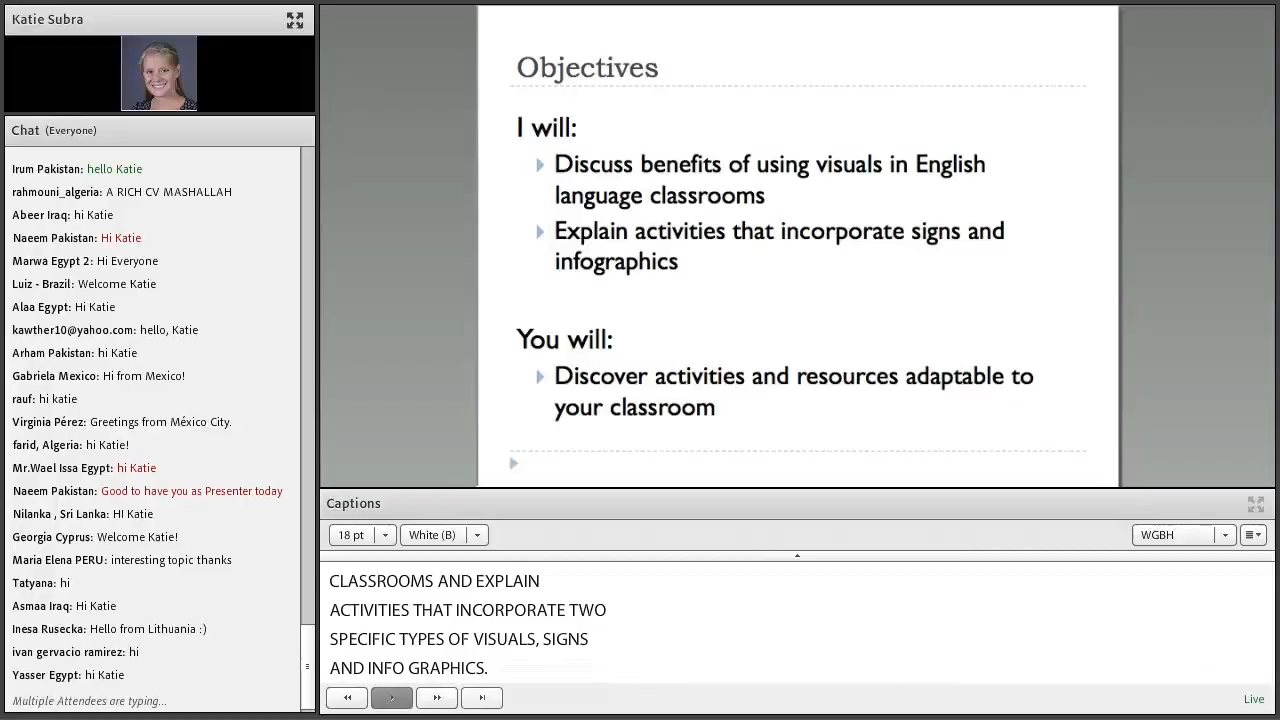 Katie Subra
Chat (Everyone)
Irum Pakistan: hello Katie
rahmouni_algeria: A RICH CV MASHALLAH
Abeer Iraq: hi Katie
Naeem Pakistan: Hi Katie
Marwa Egypt 2: Hi Everyone
Luiz - Brazil: Welcome Katie
Alaa Egypt: Hi Katie
kawther10@yahoo.com: hello, Katie
Arham Pakistan: hi Katie
Gabriela Mexico: Hi from Mexico!
rauf: hi katie
Virginia Pérez: Greetings from México City.
farid, Algeria: hi Katie!
Mr.Wael Issa Egypt: hi Katie
Naeem Pakistan: Good to have you as Presenter today
Nilanka , Sri Lanka: HI Katie
Georgia Cyprus: Welcome Katie!
Maria Elena PERU: interesting topic thanks
Tatyana: hi
Asmaa Iraq: Hi Katie
Inesa Rusecka: Hello from Lithuania :)
ivan gervacio ramirez: hi
Yasser Egypt: hi Katie
Multiple Attendees are typing...
Objectives
I will:
Discuss benefits of using visuals in English
language classrooms
Explain activities that incorporate signs and
infographics
You will:
Discover activities and resources adaptable to
your classroom
Captions
18 pt
White (B)
WGBH
CLASSROOMS AND EXPLAIN
ACTIVITIES THAT INCORPORATE TWO
SPECIFIC TYPES OF VISUALS, SIGNS
AND INFO GRAPHICS.
Live